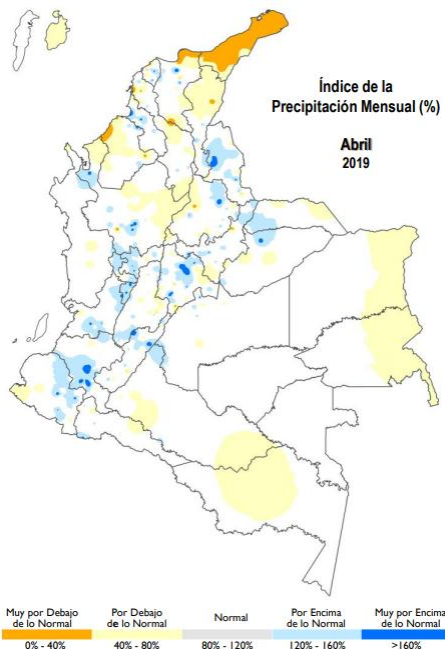 Índice de la
Precipitación Mensual (%)
Abril
2019
Muy por Debajo
de lo Normal
Por Debajo
de lo Normal
Normal
Por Encima
de lo Normal
Muy por Encima
de lo Normal
0% - 40%
40% - 80%
80% - 120%
120% - 160%
>160%